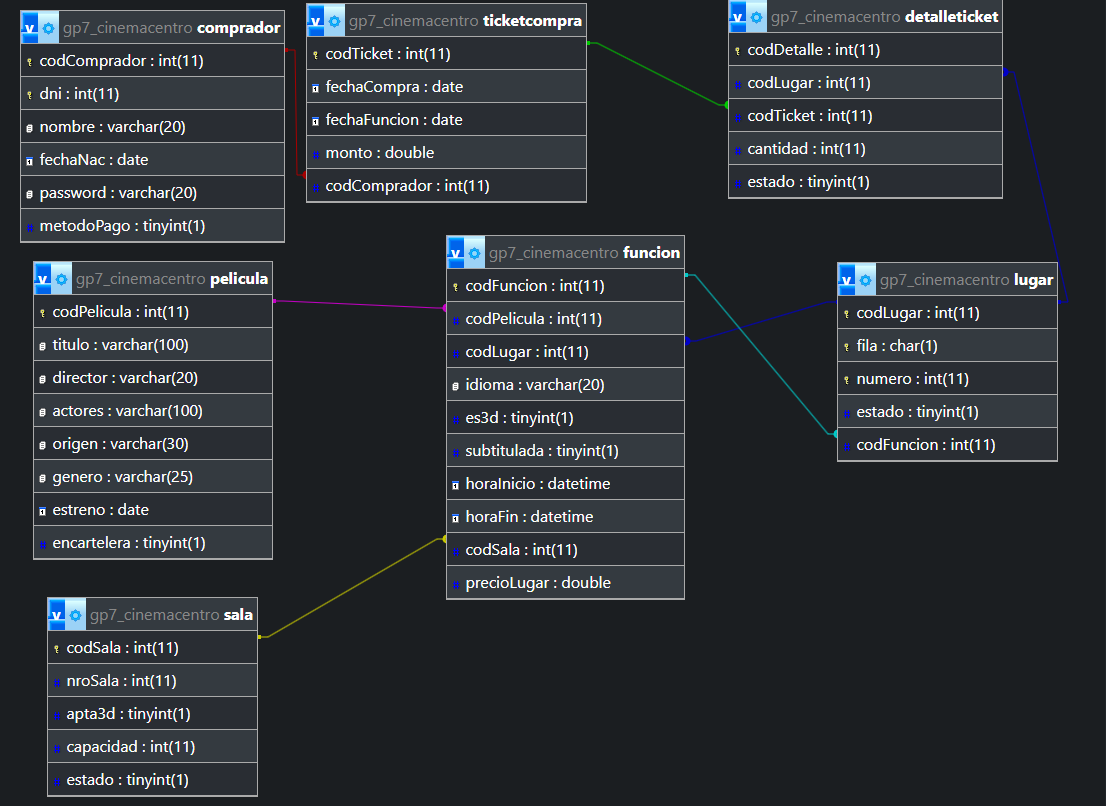 gp7_cinemacentro comprador
codComprador : int(11)
dni : int(11)
nombre : varchar(20)
fechaNac : date
password : varchar(20)
metodoPago : tinyint(1)
gp7_cinemacentro ticketcompra
codTicket : int(11)
fechaCompra : date
fechaFuncion : date
monto : double
codComprador : int(11)
gp7_cinemacentro detalleticket
codDetalle : int(11)
codLugar : int(11)
codTicket : int(11)
cantidad : int(11)
estado : tinyint(1)
gp7_cinemacentro pelicula
codPelicula : int(11)
titulo : varchar(100)
director : varchar(20)
actores : varchar(100)
origen : varchar(30)
genero : varchar(25)
estreno : date
encartelera : tinyint(1)
gp7_cinemacentro funcion
codFuncion : int(11)
codPelicula : int(11)
codLugar : int(11)
idioma : varchar(20)
es3d : tinyint(1)
subtitulada : tinyint(1)
horaInicio : datetime
horaFin : datetime
codSala : int(11)
precioLugar : double
gp7_cinemacentro lugar
codLugar : int(11)
fila : char(1)
numero : int(11)
estado : tinyint(1)
codFuncion : int(11)
gp7_cinemacentro sala
codSala : int(11)
nroSala : int(11)
apta3d : tinyint(1)
capacidad : int(11)
estado : tinyint(1)